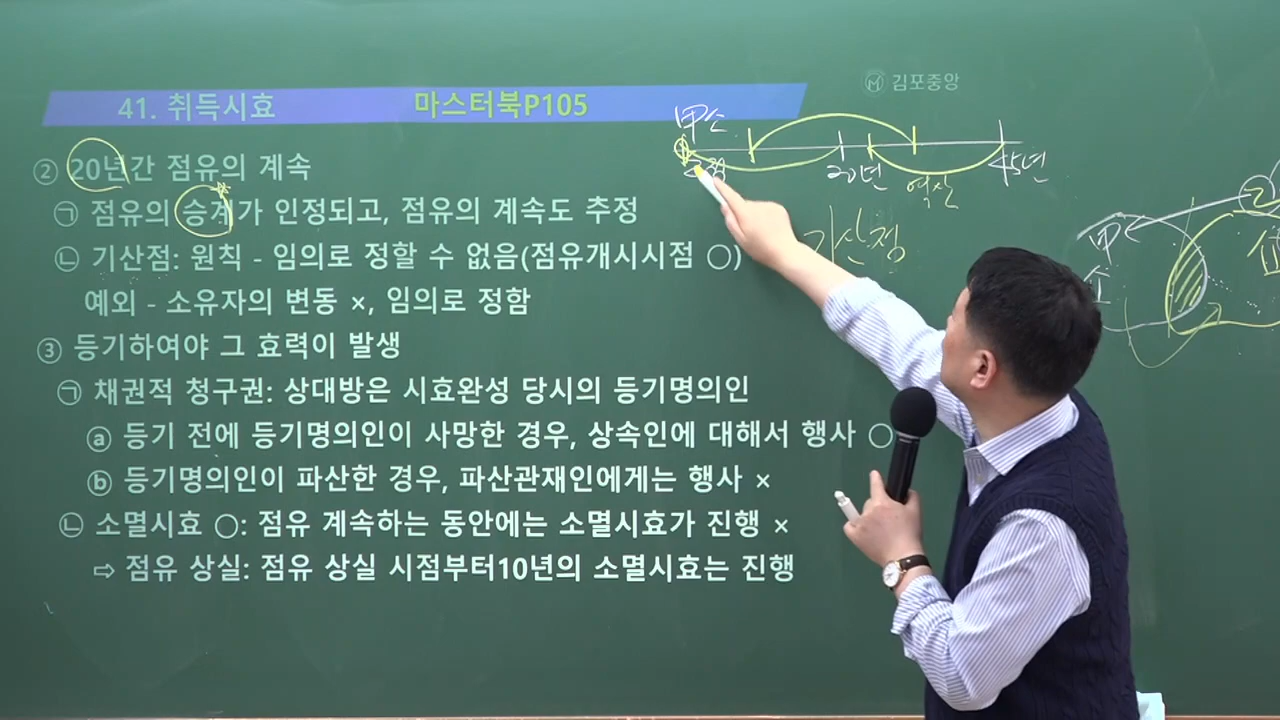 김포중앙
41. 취득시효 마스터북P105
② 20년간 점유의 계속
㉠ 점유의 승계가 인정되고, 점유의 계속도 추정
㉡ 기산점: 원칙 - 임의로 정할 수 없음(점유개시시점 ○)
예외 - 소유자의 변동 ×, 임의로 정함
③ 등기하여야 그 효력이 발생
㉠ 채권적 청구권: 상대방은 시효완성 당시의 등기명의인
ⓐ 등기 전에 등기명의인이 사망한 경우, 상속인에 대해서 행사 ○
ⓑ 등기명의인이 파산한 경우, 파산관재인에게는 행사 ×
㉡ 소멸시효 ○: 점유 계속하는 동안에는 소멸시효가 진행 ×
⇨ 점유 상실: 점유 상실 시점부터10년의 소멸시효는 진행
甲소
20년
역산
45년
기산점
甲
乙